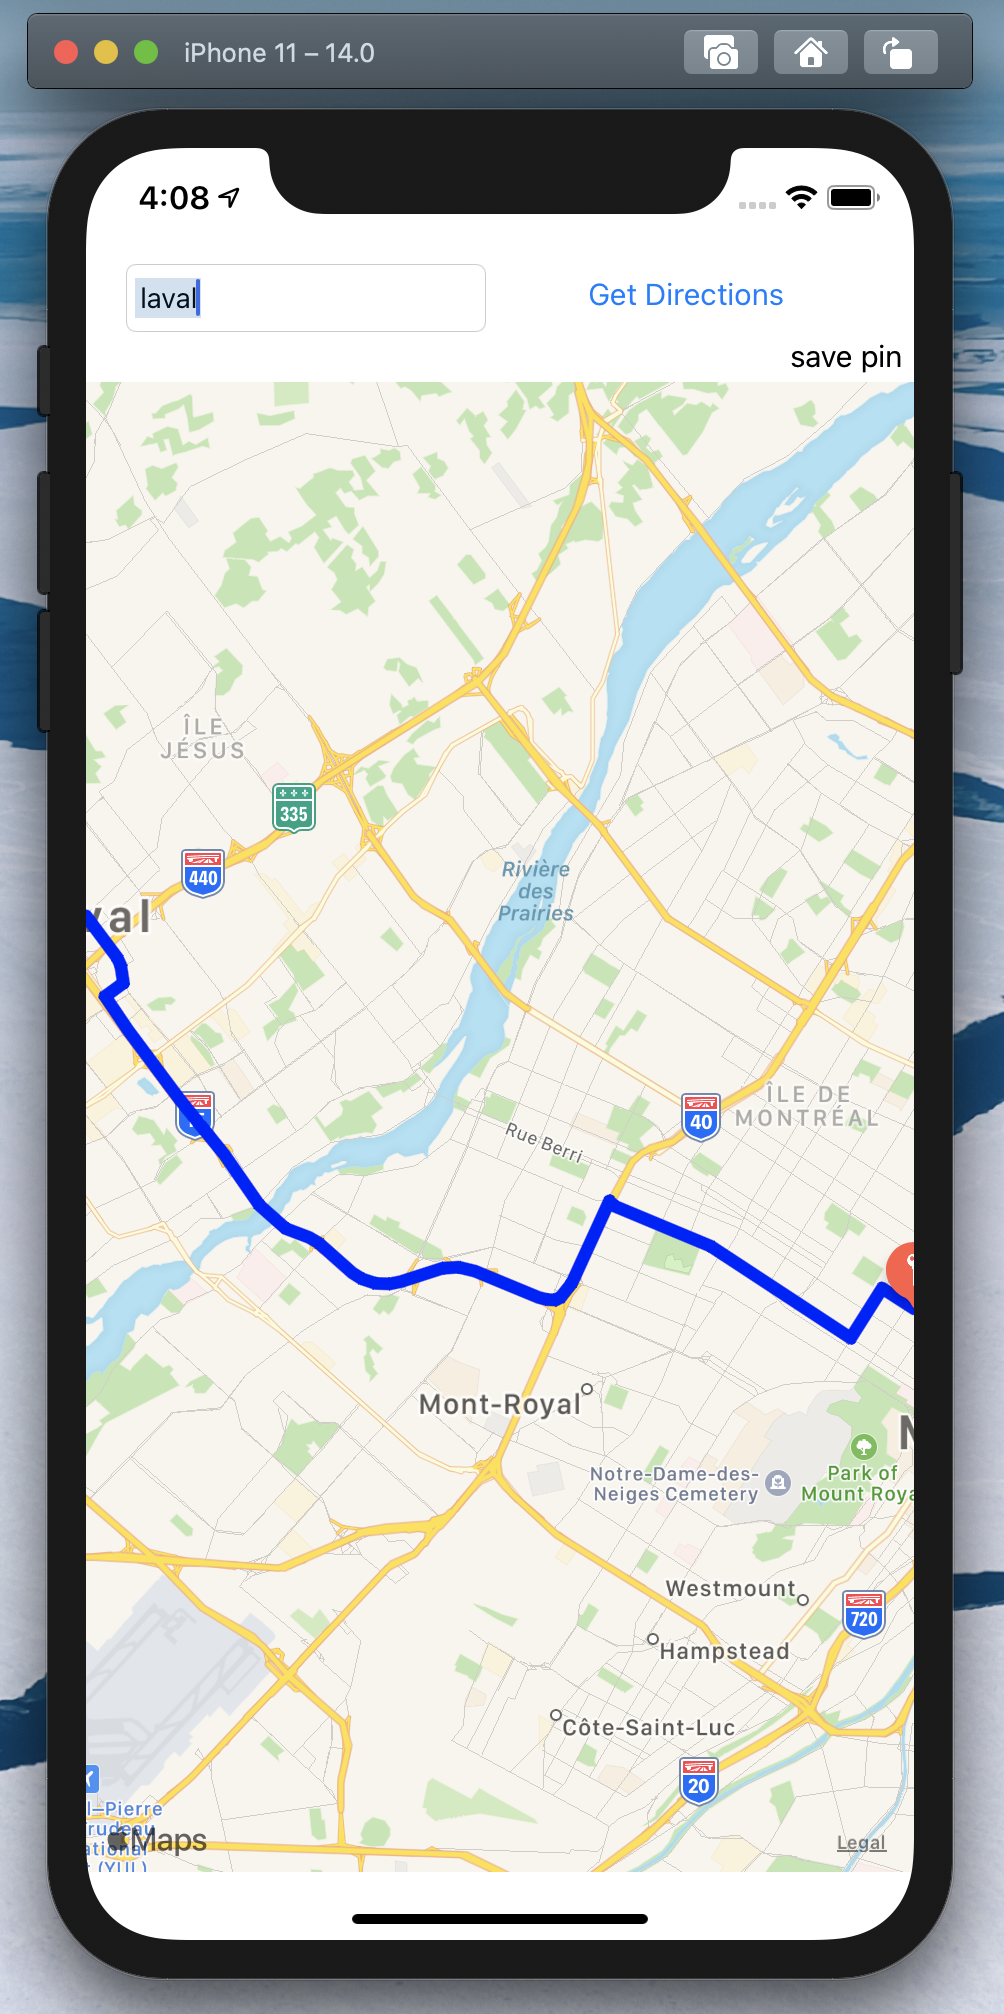 iPhone 11 – 14.0
4:08
laval
Get Directions
save pin
ÎLE
JÉSUS
335
440
val
Rivière
des
Prairies
ÎLE DE
MONTRÉAL
40
Rue Berri
Mont-Royal
M
Notre-Dame-des-
Neiges Cemetery
Park of
Mount Roya
Westmount
720
Hampstead
Côte-Saint-Luc
20
l–Pierre
rudeau
ational
(YUL)
Maps
Legal